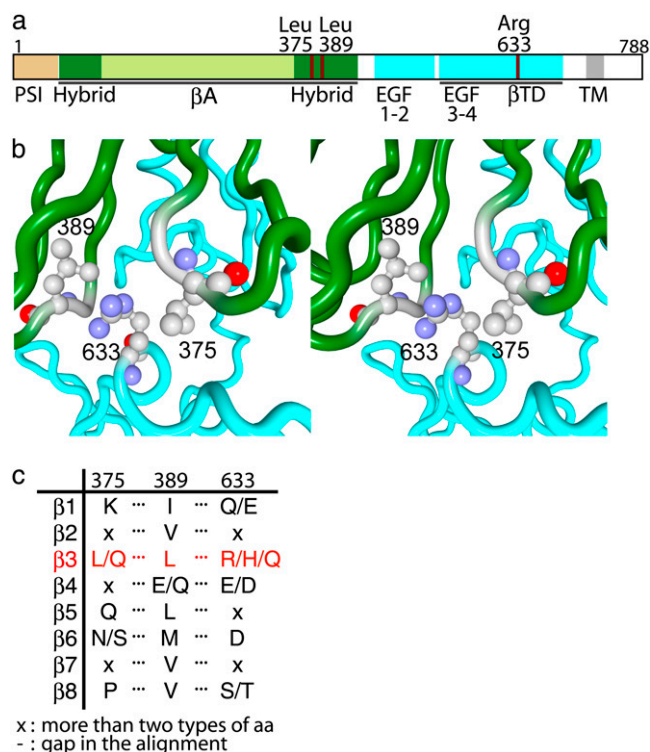 a
Leu Leu Arg
1 375 389 633 788
PSI Hybrid βA Hybrid EGF 1-2 EGF 3-4 βTD TM
b
389 389
633 375 633 375
c
375 389 633
β1 K ... I ... Q/E
β2 x ... V ... x
β3 L/Q ... L ... R/H/Q
β4 x ... E/Q ... E/D
β5 Q ... L ... x
β6 N/S ... M ... D
β7 x ... V ... x
β8 P ... V ... S/T
x : more than two types of aa
- : gap in the alignment